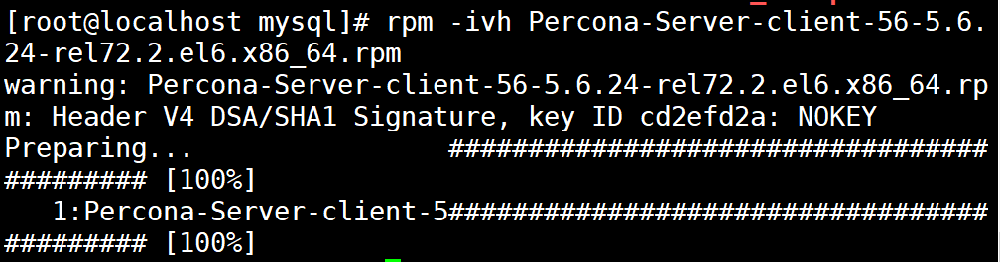 [root@localhost mysql]# rpm -ivh Percona-Server-client-56-5.6.
24-rel72.2.el6.x86_64.rpm
warning: Percona-Server-client-56-5.6.24-rel72.2.el6.x86_64.rp
m: Header V4 DSA/SHA1 Signature, key ID cd2efd2a: NOKEY
Preparing...                ##################################
######### [100%]
   1:Percona-Server-client-5##################################
######### [100%]